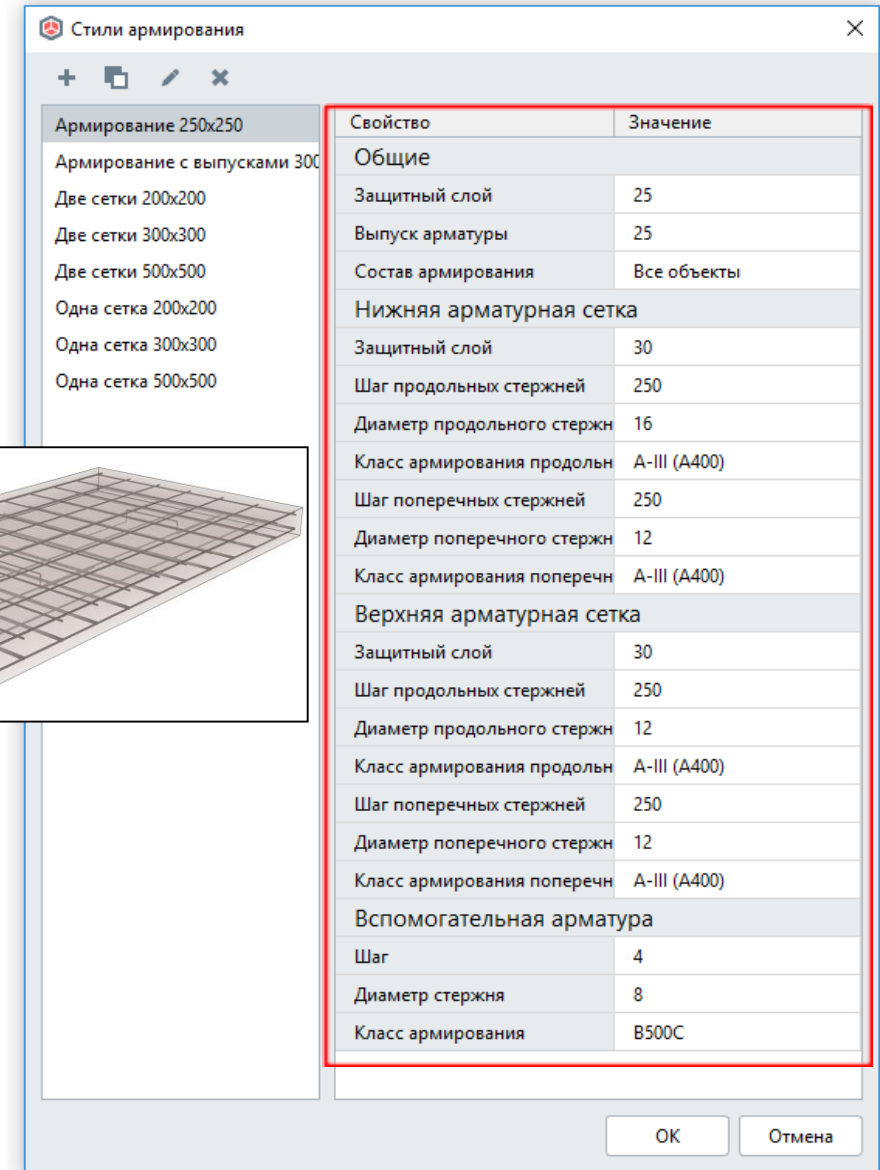 Стили армирования
Армирование 250x250
Армирование с выпусками 300
Две сетки 200x200
Две сетки 300x300
Две сетки 500x500
Одна сетка 200x200
Одна сетка 300x300
Одна сетка 500x500
Свойство Значение
Общие
Защитный слой 25
Выпуск арматуры 25
Состав армирования Все объекты
Нижняя арматурная сетка
Защитный слой 30
Шаг продольных стержней 250
Диаметр продольного стержн 16
Класс армирования продольн A-III (A400)
Шаг поперечных стержней 250
Диаметр поперечного стержн 12
Класс армирования поперечн A-III (A400)
Верхняя арматурная сетка
Защитный слой 30
Шаг продольных стержней 250
Диаметр продольного стержн 12
Класс армирования продольн A-III (A400)
Шаг поперечных стержней 250
Диаметр поперечного стержн 12
Класс армирования поперечн A-III (A400)
Вспомогательная арматура
Шаг 4
Диаметр стержня 8
Класс армирования B500C
ОК Отмена